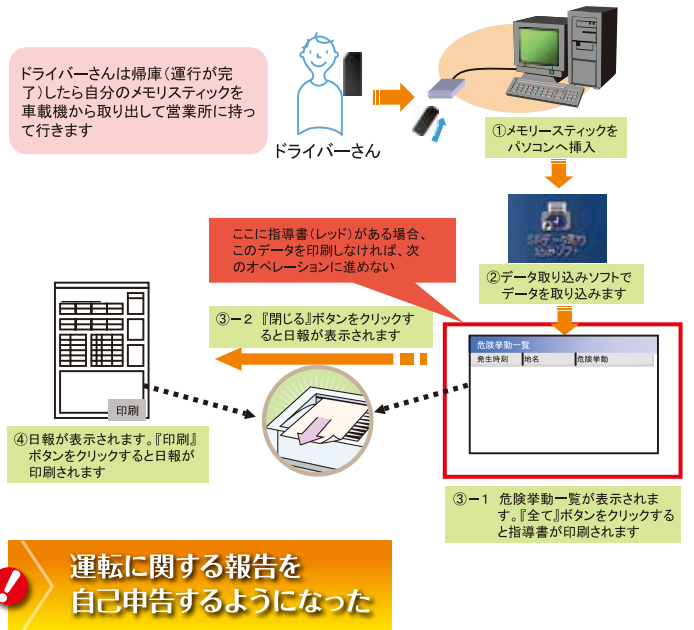 ドライバーさんは帰庫(運行が完
了)したら自分のメモリスティックを
車載機から取り出して営業所に持っ
て行きます
ドライバーさん
①メモリースティックを
パソコンへ挿入
②データ取り込みソフトで
データを取り込みます
ここに指導書(レッド)がある場合、
このデータを印刷しなければ、次
のオペレーションに進めない
危険挙動一覧
発生時刻 地名 危険挙動
③-1 危険挙動一覧が表示されま
す。『全て』ボタンをクリックする
と指導書が印刷されます
③-2 『閉じる』ボタンをクリックす
ると日報が表示されます
印刷
④日報が表示されます。『印刷』
ボタンをクリックすると日報が
印刷されます
!
運転に関する報告を
自己申告するようになった